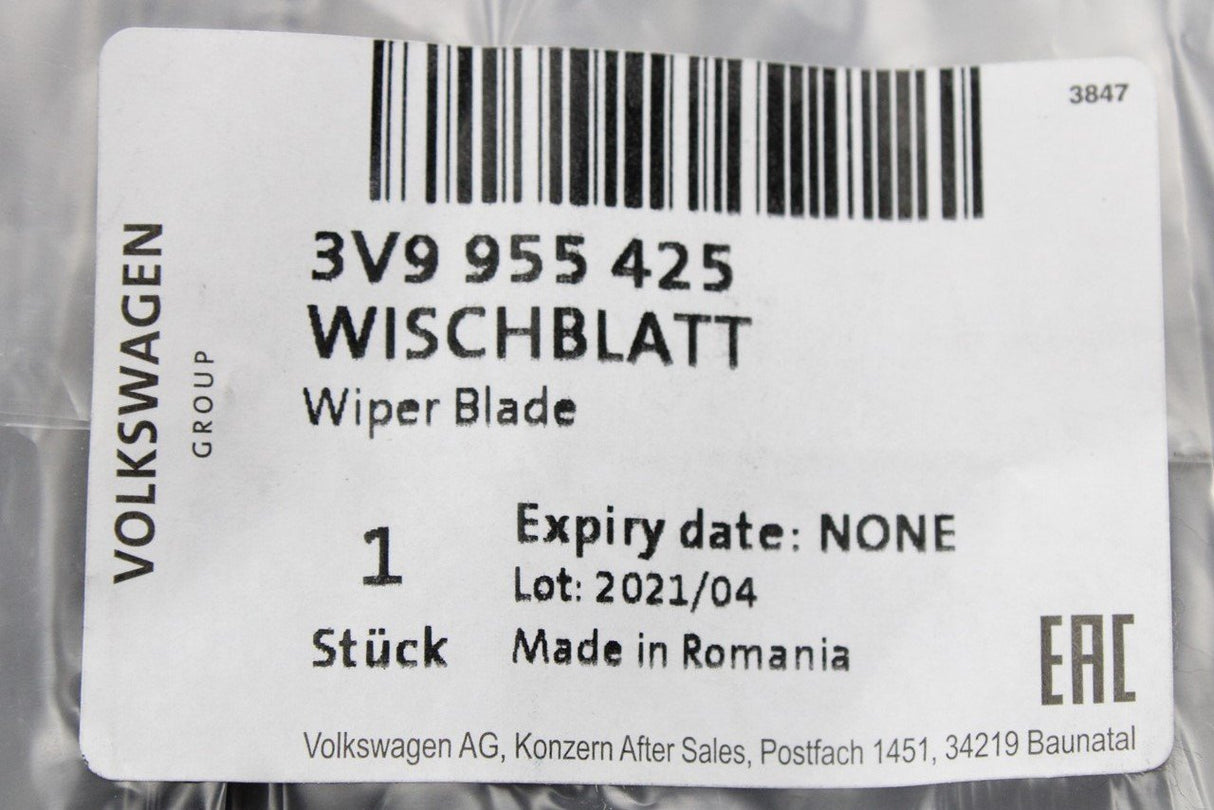 3847
VOLKSWAGEN
GROUP
3V9 955 425
WISCHBLATT
Wiper Blade
1
Stück
Expiry date: NONE
Lot: 2021/04
Made in Romania
EAC
Volkswagen AG, Konzern After Sales, Postfach 1451, 34219 Baunatal